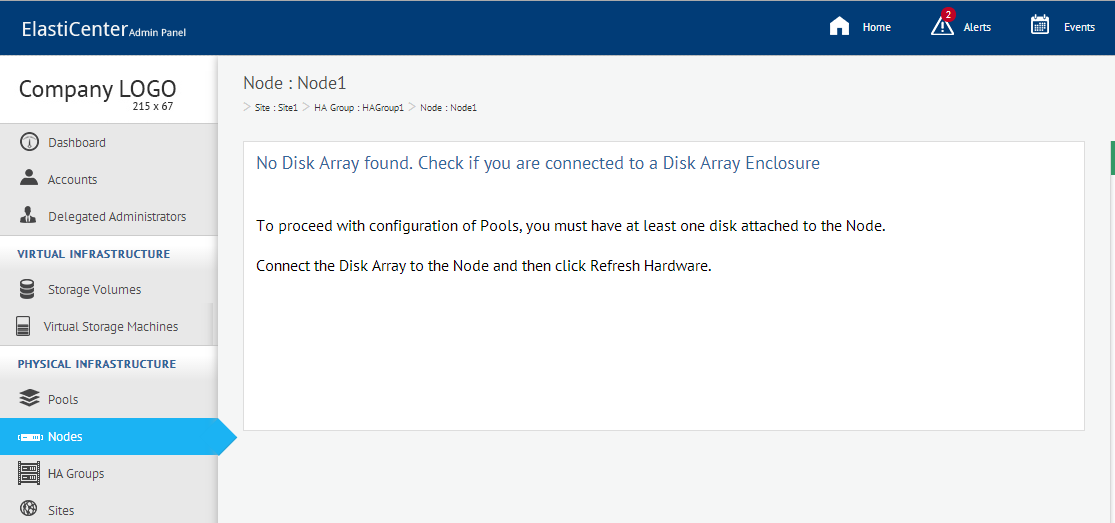 ElastiCenter Admin Panel
Home
2
Alerts
Events
Company LOGO
215 x 67
Dashboard
Accounts
Delegated Administrators
VIRTUAL INFRASTRUCTURE
Storage Volumes
Virtual Storage Machines
PHYSICAL INFRASTRUCTURE
Pools
Nodes
HA Groups
Sites
Node : Node1
> Site : Site1 > HA Group : HAGroup1 > Node : Node1
No Disk Array found. Check if you are connected to a Disk Array Enclosure
To proceed with configuration of Pools, you must have at least one disk attached to the Node.
Connect the Disk Array to the Node and then click Refresh Hardware.